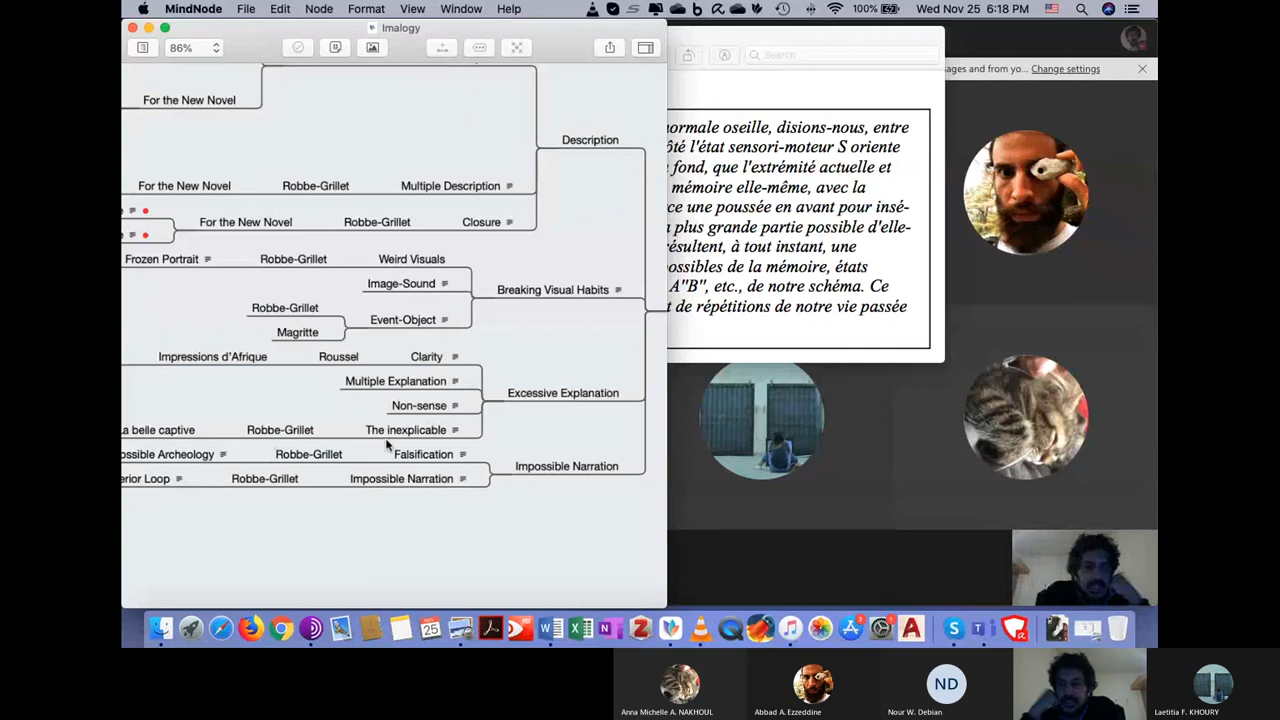 MindNode File Edit Node Format View Window Help
100% Wed Nov 25 6:18 PM
Imalogy
86%
Search
ages and from yo... Change settings
For the New Novel
Description
For the New Novel Robbe-Grillet Multiple Description
For the New Novel Robbe-Grillet Closure
Frozen Portrait Robbe-Grillet Weird Visuals
Image-Sound
Breaking Visual Habits
Robbe-Grillet
Event-Object
Magritte
Impressions d'Afrique Roussel Clarity
Multiple Explanation
Excessive Explanation
Non-sense
La belle captive Robbe-Grillet The inexplicable
ossible Archeology Robbe-Grillet Falsification
Impossible Narration
erior Loop Robbe-Grillet Impossible Narration
normale oseille, disions-nous, entre
ôté l'état sensori-moteur S oriente
fond, que l'extrémité actuelle et
mémoire elle-même, avec la
ce une poussée en avant pour insé-
a plus grande partie possible d'elle-
résultent, à tout instant, une
ossibles de la mémoire, états
A"B", etc., de notre schéma. Ce
t de répétitions de notre vie passée
NOV
25
2
1
Anna Michelle A. NAKHOUL
Abbad A. Ezzeddine
ND
Nour W. Debian
Laetitia F. KHOURY